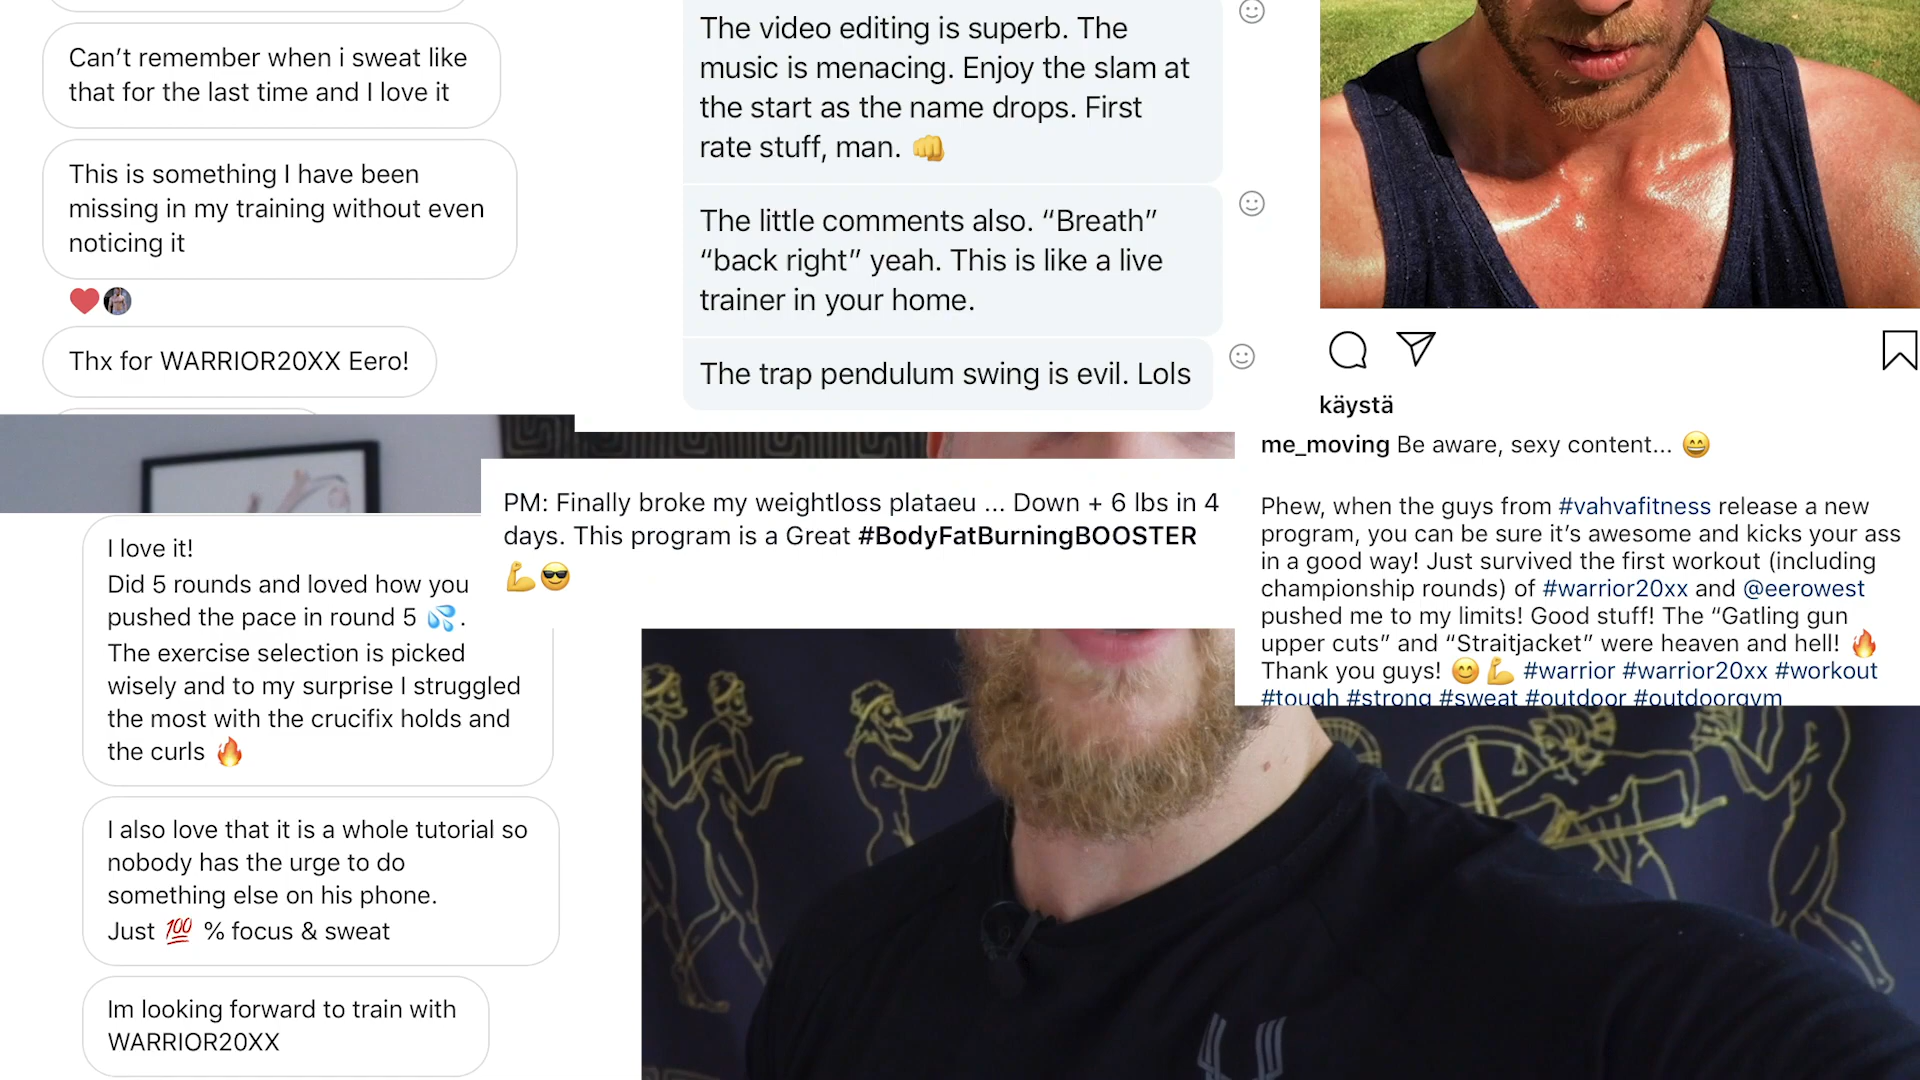 Can’t remember when i sweat like
that for the last time and I love it
This is something I have been
missing in my training without even
noticing it
Thx for WARRIOR20XX Eero!
I love it!
Did 5 rounds and loved how you
pushed the pace in round 5 💦.
The exercise selection is picked
wisely and to my surprise I struggled
the most with the crucifix holds and
the curls 🔥
I also love that it is a whole tutorial so
nobody has the urge to do
something else on his phone.
Just 💯 % focus & sweat
Im looking forward to train with
WARRIOR20XX
The video editing is superb. The
music is menacing. Enjoy the slam at
the start as the name drops. First
rate stuff, man. 👊
The little comments also. “Breath”
“back right” yeah. This is like a live
trainer in your home.
The trap pendulum swing is evil. Lols
PM: Finally broke my weightloss plataeu ... Down + 6 lbs in 4
days. This program is a Great #BodyFatBurningBOOSTER
💪😎
käystä
me_moving Be aware, sexy content... 😄
Phew, when the guys from #vahvafitness release a new
program, you can be sure it’s awesome and kicks your ass
in a good way! Just survived the first workout (including
championship rounds) of #warrior20xx and @eerowest
pushed me to my limits! Good stuff! The “Gatling gun
upper cuts” and “Straitjacket” were heaven and hell! 🔥
Thank you guys! 😊💪 #warrior #warrior20xx #workout
#tough #strong #sweat #outdoor #outdoorgym